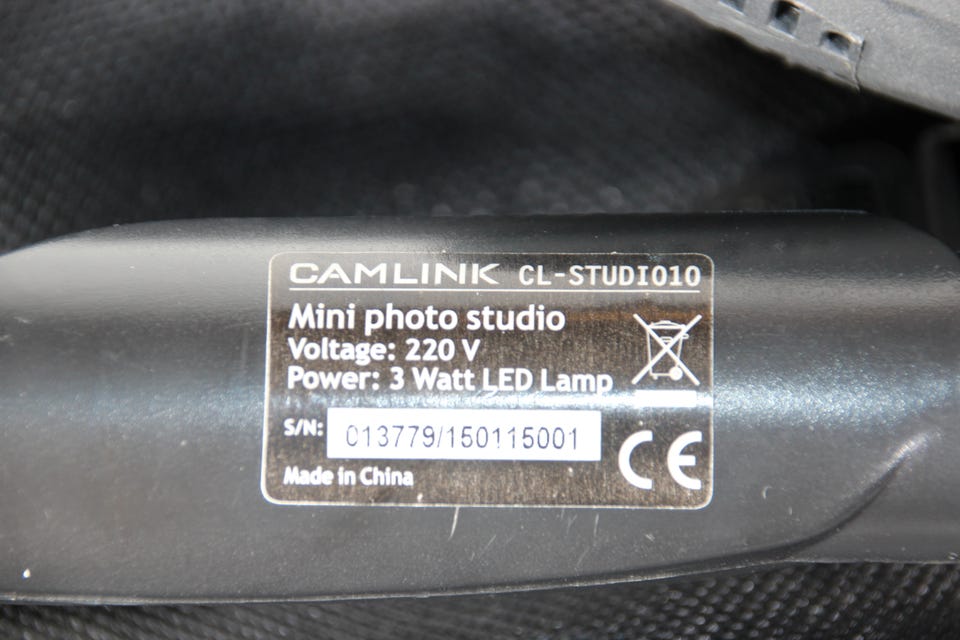 CAMLINK CL-STUDIO10
Mini photo studio
Voltage: 220 V
Power: 3 Watt LED Lamp
S/N: 013779/150115001
Made in China
CE